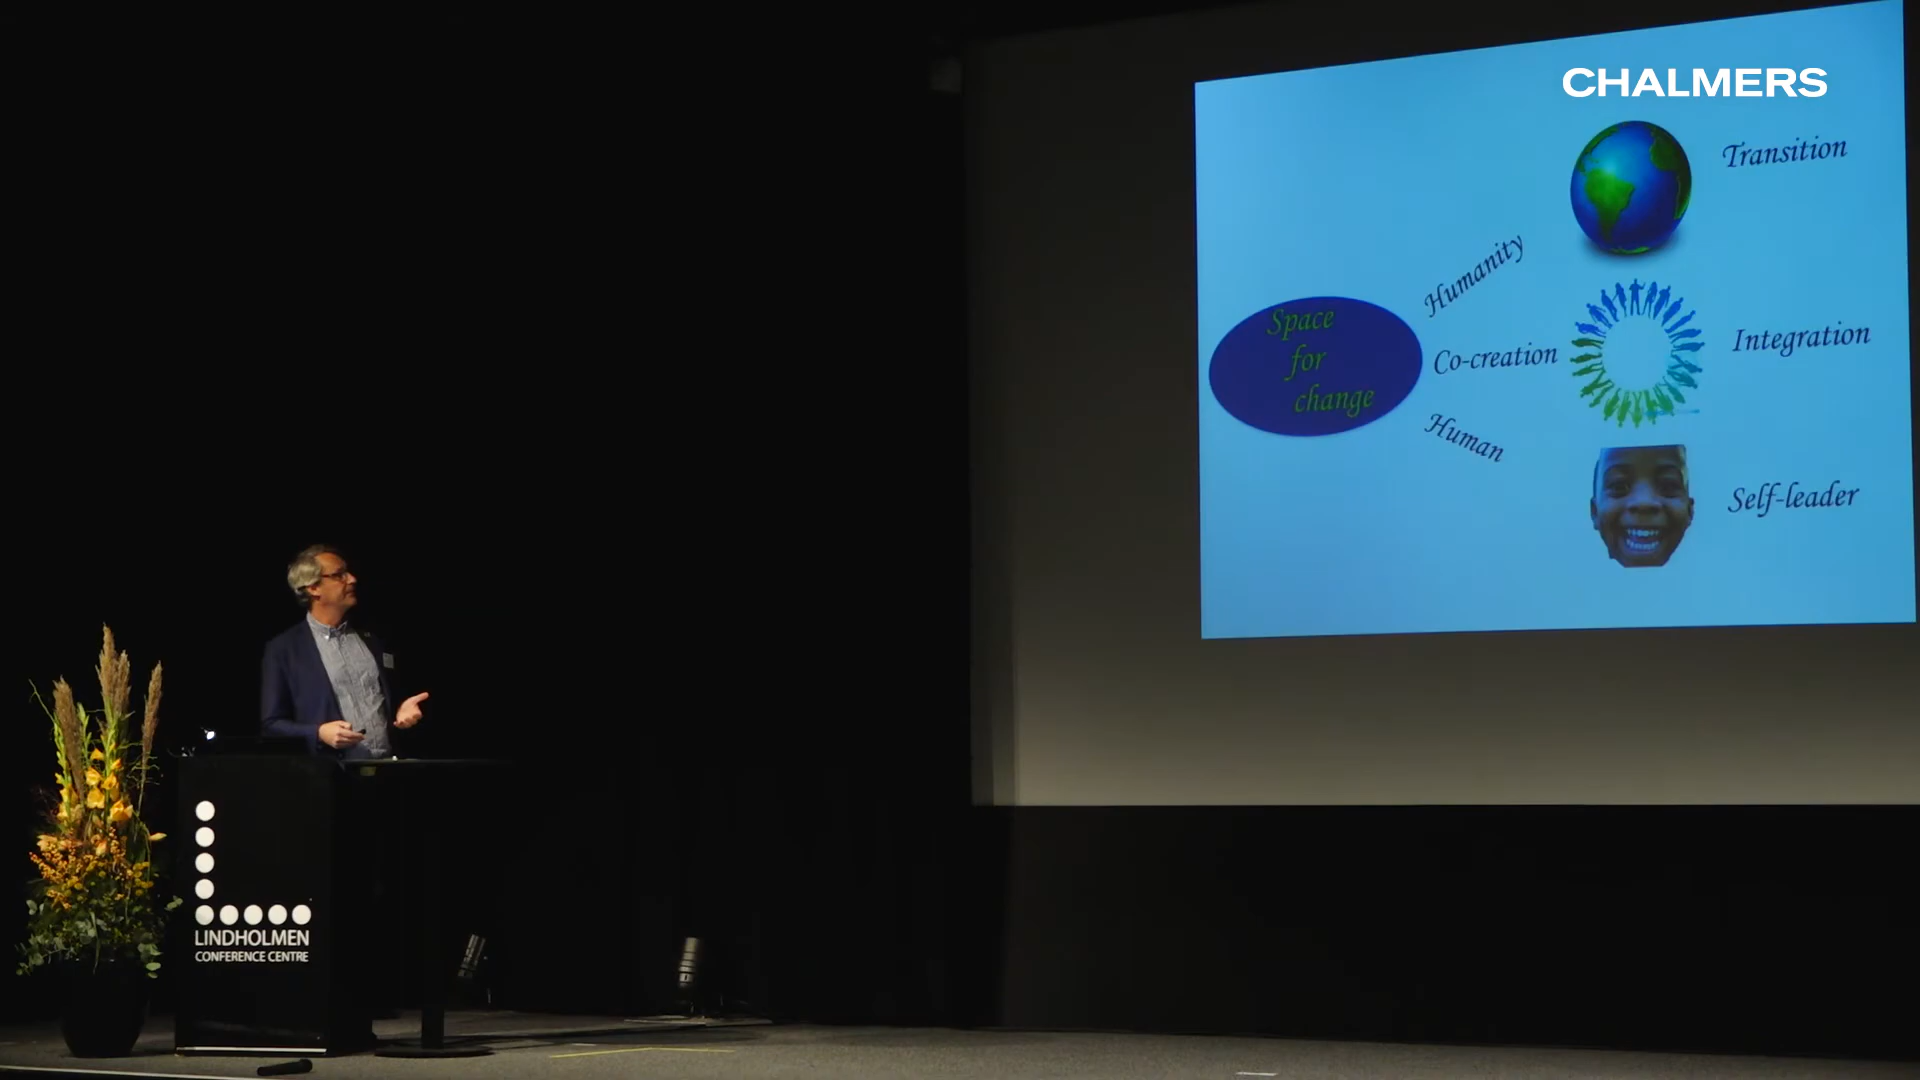 CHALMERS
Transition
Humanity
Space
for
change
Co-creation
Integration
Human
Self-leader
LINDHOLMEN
CONFERENCE CENTRE